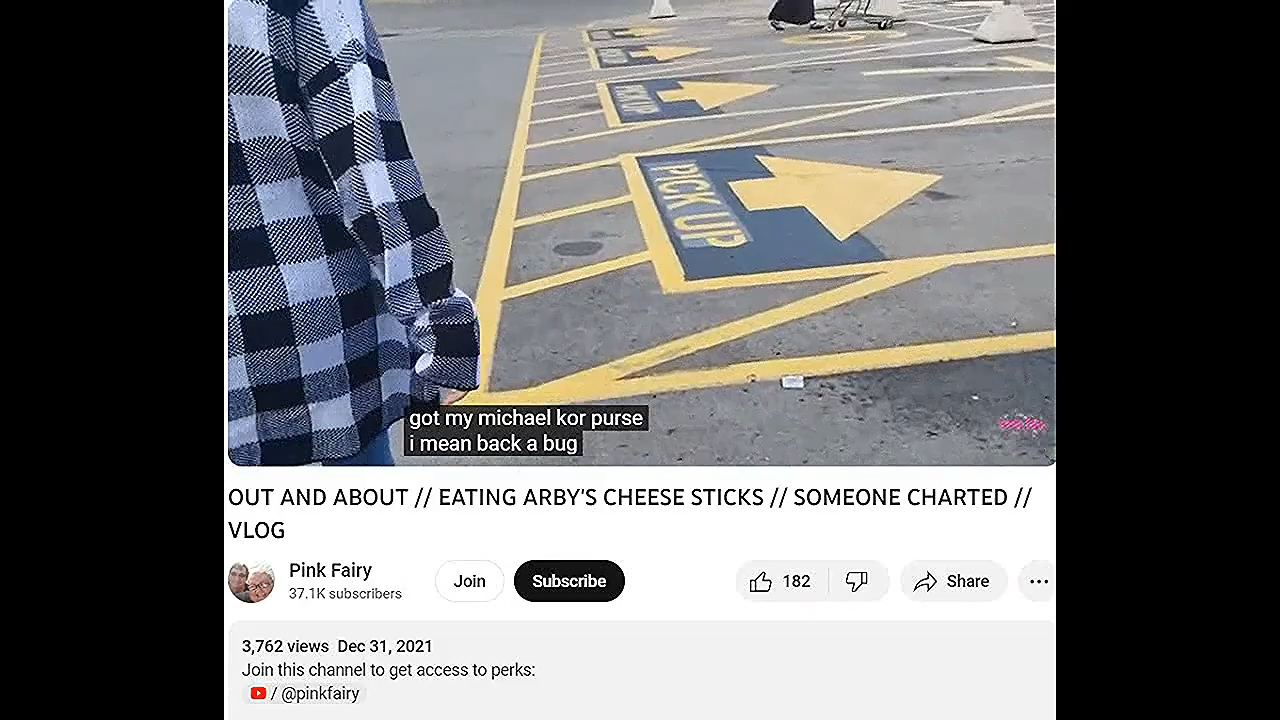 PICK UP
PICK UP
got my michael kor purse
i mean back a bug
OUT AND ABOUT // EATING ARBY'S CHEESE STICKS // SOMEONE CHARTED //
VLOG
Pink Fairy
37.1K subscribers
Join
Subscribe
182
Share
3,762 views Dec 31, 2021
Join this channel to get access to perks:
/ @pinkfairy